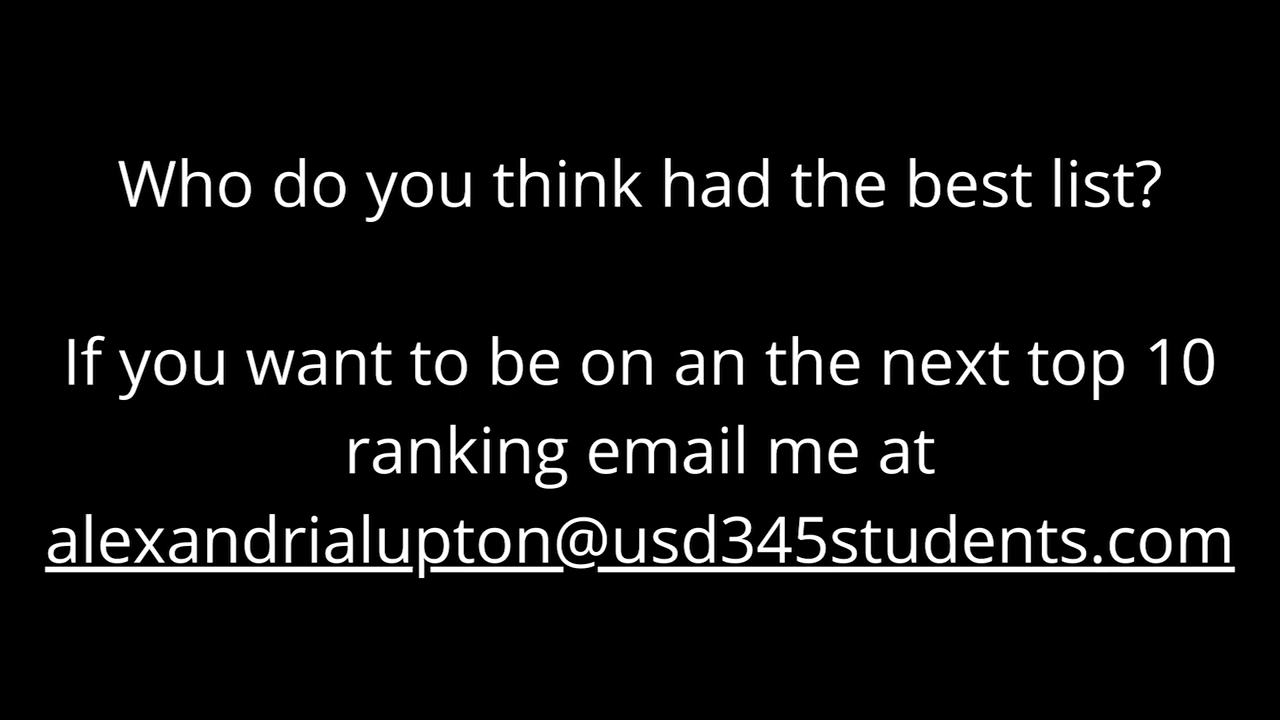 Who do you think had the best list?
If you want to be on an the next top 10
ranking email me at
alexandrialupton@usd345students.com